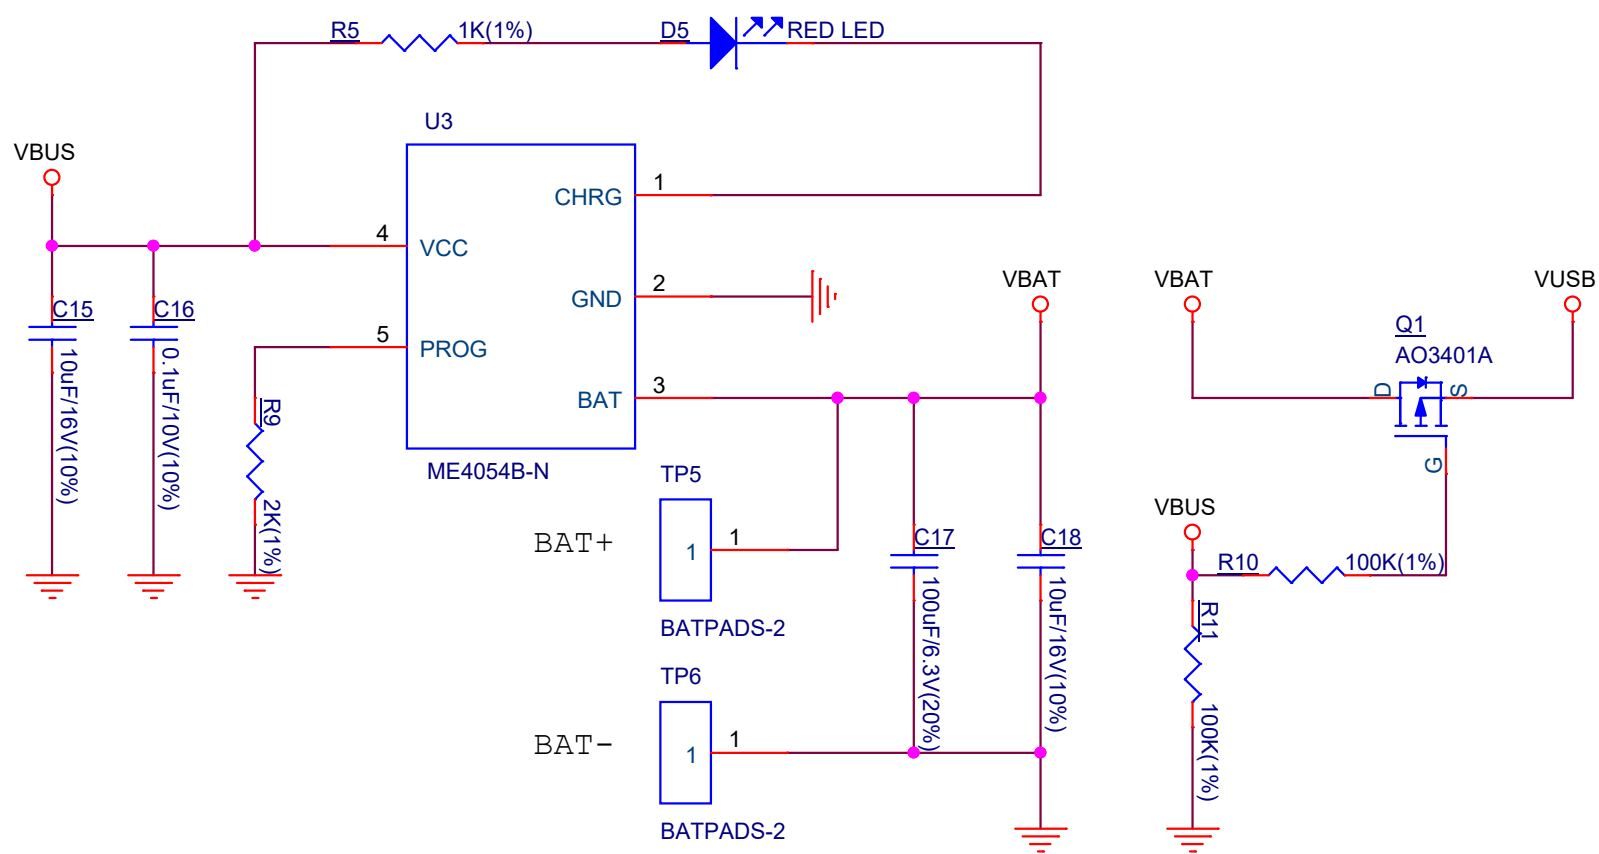 R5
1K(1%)
D5
RED LED
U3
VBUS
CHRG
1
4
VCC
GND
2
VBAT
VBAT
VUSB
C15
C16
Q1
AO3401A
5
PROG
10uF/16V(10%)
0.1uF/10V(10%)
BAT
3
D
S
R9
ME4054B-N
TP5
G
2K(1%)
VBUS
BAT+
1
1
C17
C18
R10
100K(1%)
BATPADS-2
100uF/6.3V(20%)
10uF/16V(10%)
R11
TP6
BAT-
1
1
100K(1%)
BATPADS-2